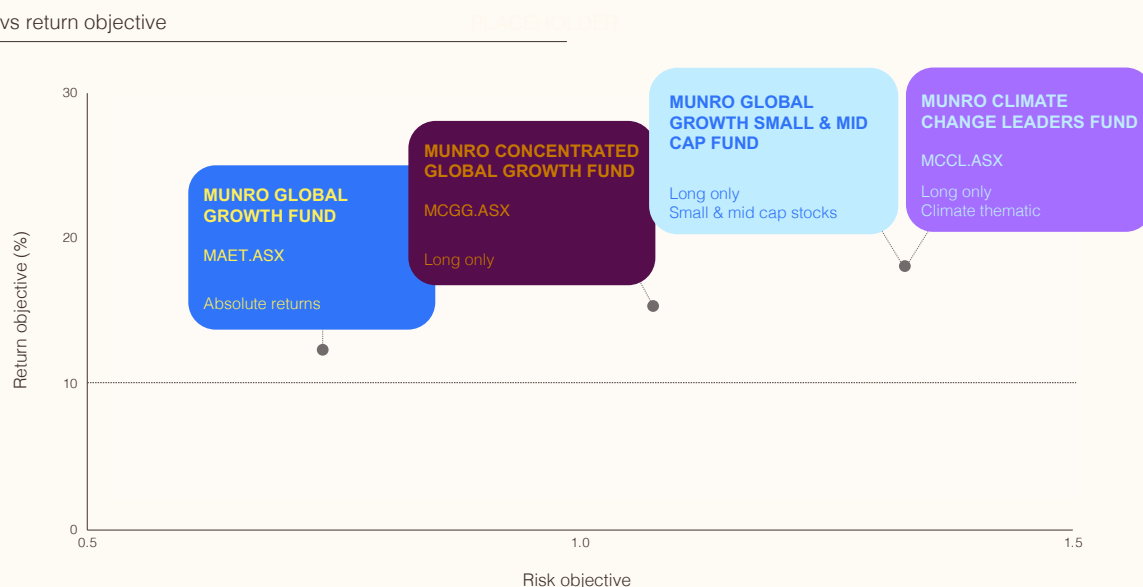 vs return objective
30
20
10
0
Return objective (%)
MUNRO GLOBAL
GROWTH FUND
MAET.ASX
Absolute returns
MUNRO CONCENTRATED
GLOBAL GROWTH FUND
MCGG.ASX
Long only
MUNRO GLOBAL
GROWTH SMALL & MID
CAP FUND
Long only
Small & mid cap stocks
MUNRO CLIMATE
CHANGE LEADERS FUND
MCCL.ASX
Long only
Climate thematic
0.5
1.0
1.5
Risk objective